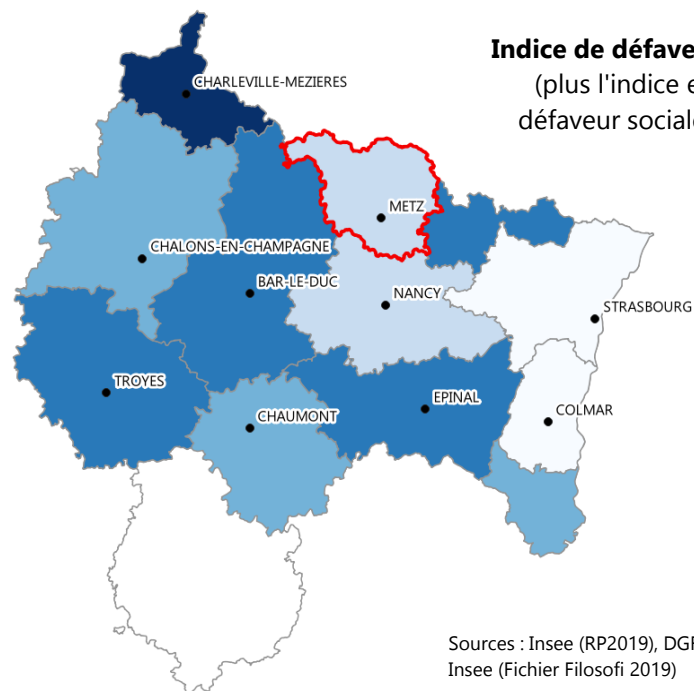 Indice de défave
(plus l'indice e
défaveur sociale
CHARLEVILLE-MEZIERES
METZ
CHALONS-EN-CHAMPAGNE
BAR-LE-DUC
NANCY
STRASBOURG
TROYES
EPINAL
CHAUMONT
COLMAR
Sources : Insee (RP2019), DGF
Insee (Fichier Filosofi 2019)